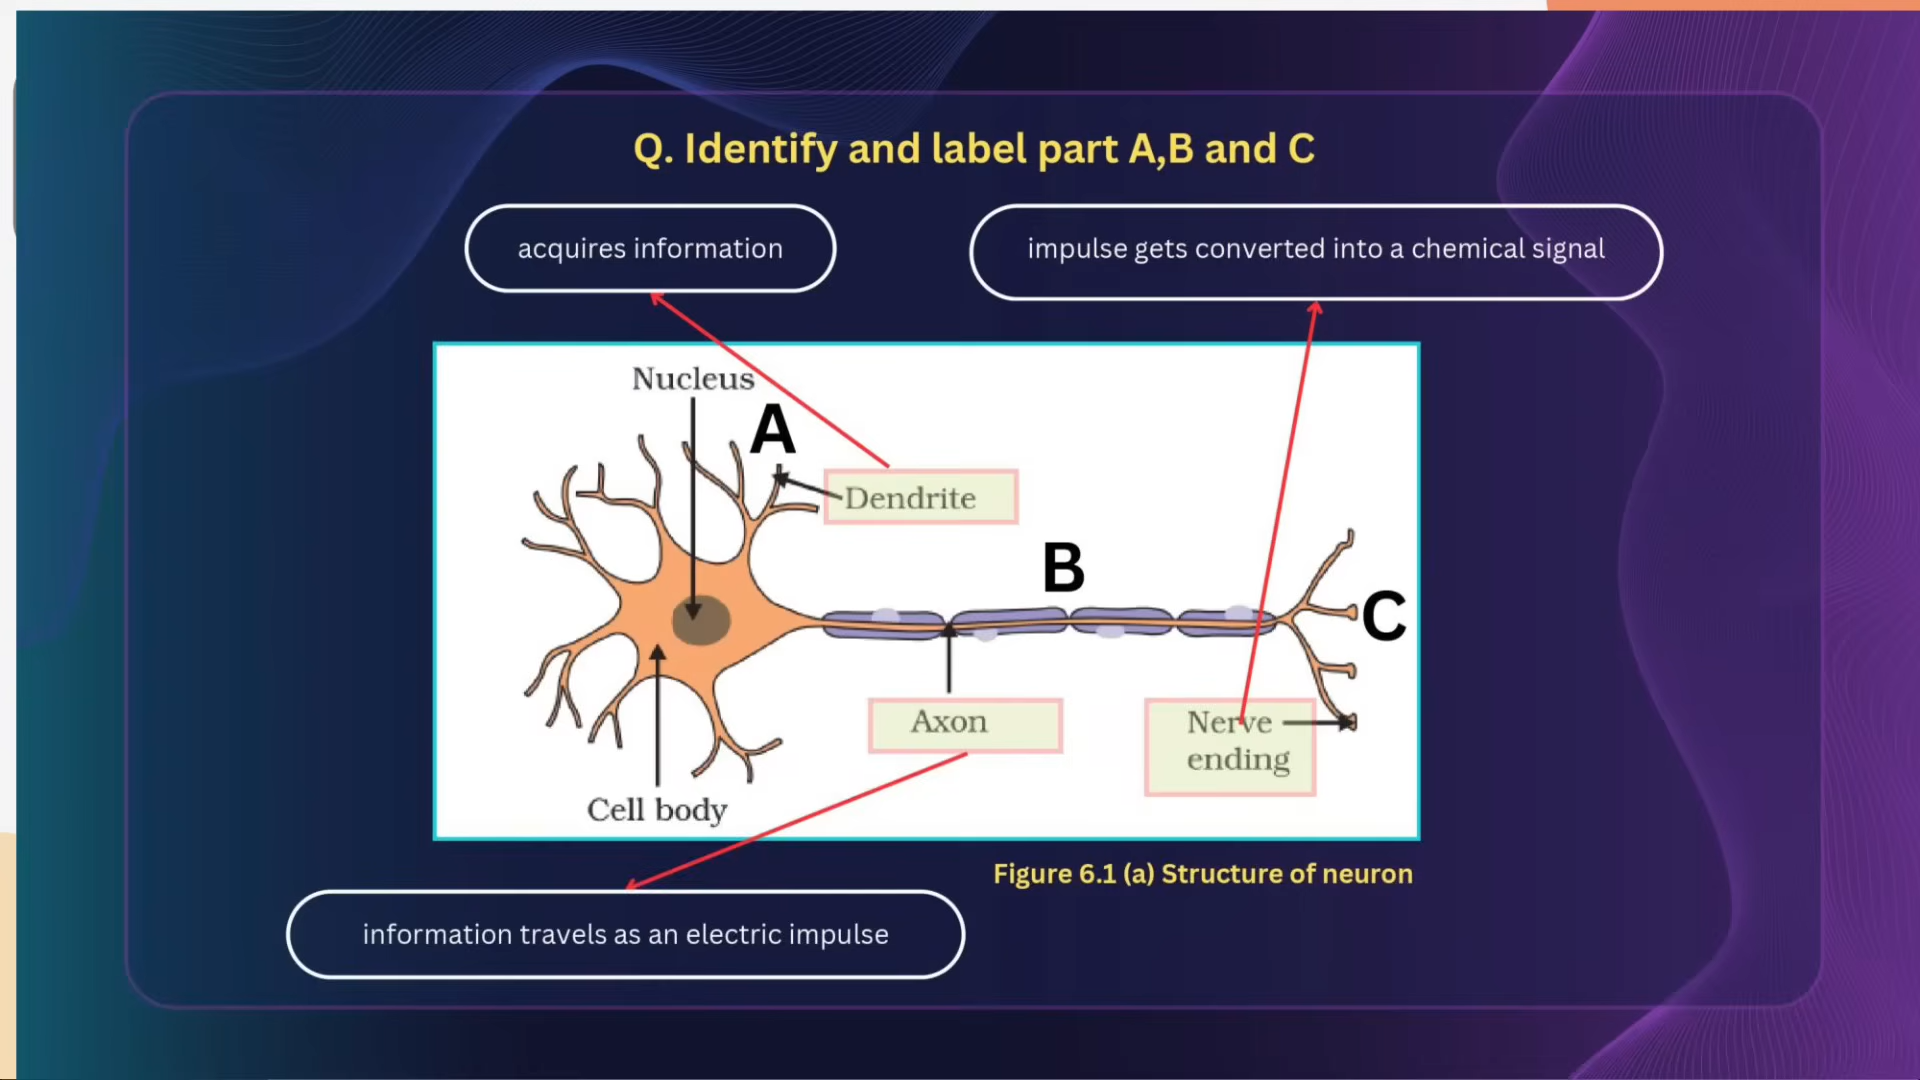 Q. Identify and label part A,B and C
acquires information
impulse gets converted into a chemical signal
Nucleus
A
Dendrite
B
C
Axon
Nerve
ending
Cell body
Figure 6.1 (a) Structure of neuron
information travels as an electric impulse